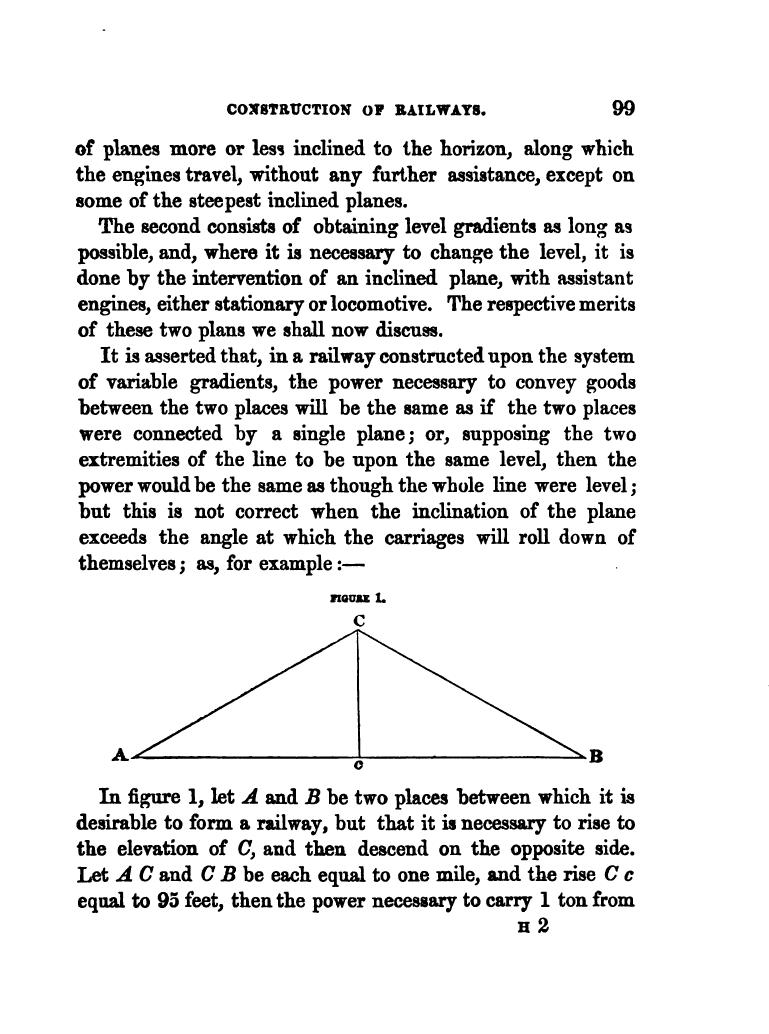 CONSTRUCTION OF RAILWAYS. 99
of planes more or less inclined to the horizon, along which
the engines travel, without any further assistance, except on
some of the steepest inclined planes.
The second consists of obtaining level gradients as long as
possible, and, where it is necessary to change the level, it is
done by the intervention of an inclined plane, with assistant
engines, either stationary or locomotive. The respective merits
of these two plans we shall now discuss.
It is asserted that, in a railway constructed upon the system
of variable gradients, the power necessary to convey goods
between the two places will be the same as if the two places
were connected by a single plane; or, supposing the two
extremities of the line to be upon the same level, then the
power would be the same as though the whole line were level;
but this is not correct when the inclination of the plane
exceeds the angle at which the carriages will roll down of
themselves; as, for example:—
FIGURE 1.
C
A B
c
In figure 1, let A and B be two places between which it is
desirable to form a railway, but that it is necessary to rise to
the elevation of C, and then descend on the opposite side.
Let A C and C B be each equal to one mile, and the rise C c
equal to 95 feet, then the power necessary to carry 1 ton from
H 2